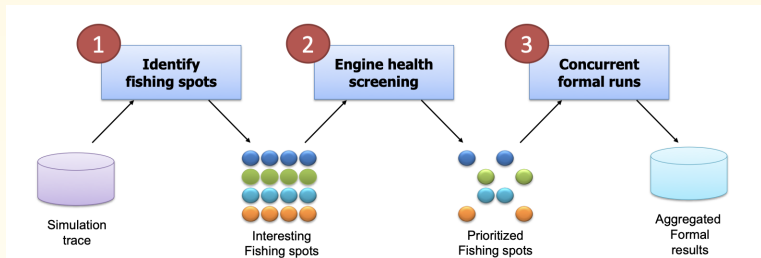 1
Identify
fishing spots
2
Engine health
screening
3
Concurrent
formal runs
Simulation
trace
Interesting
Fishing spots
Prioritized
Fishing spots
Aggregated
Formal
results